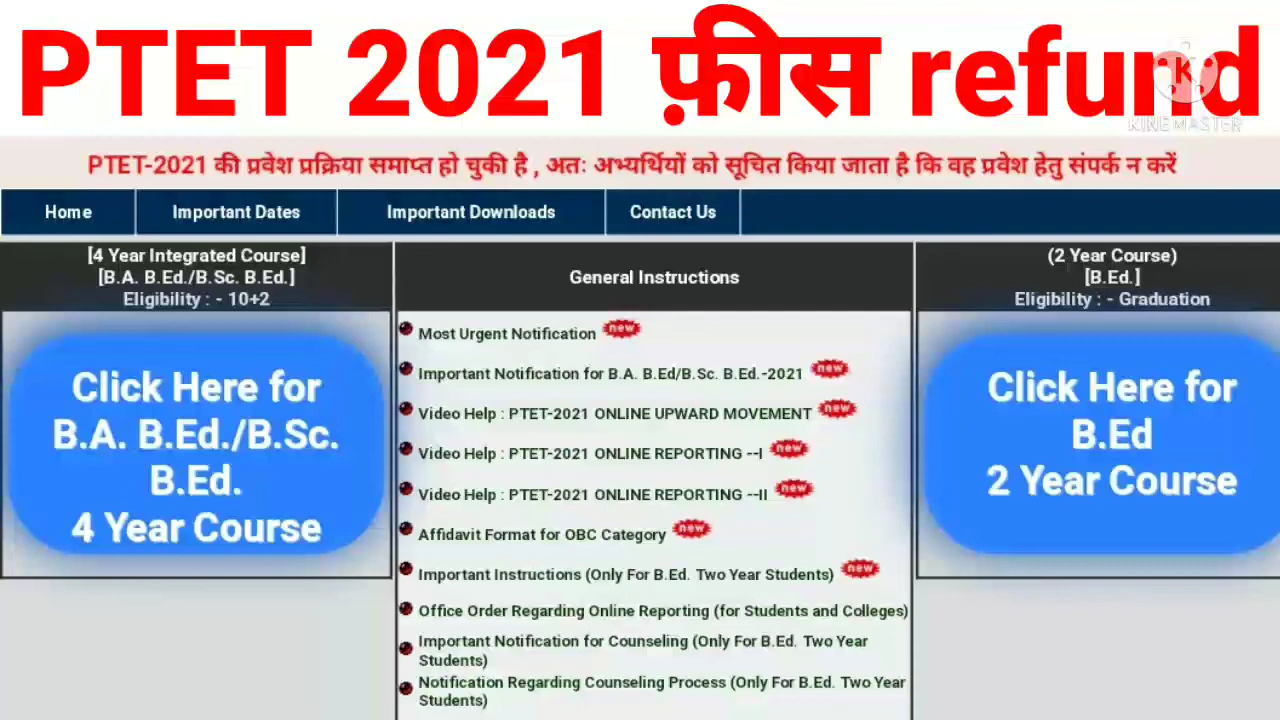 PTET 2021 फ़ीस refund
KINEMASTER
PTET-2021 की प्रवेश प्रक्रिया समाप्त हो चुकी है , अतः अभ्यर्थियों को सूचित किया जाता है कि वह प्रवेश हेतु संपर्क न करें
Home
Important Dates
Important Downloads
Contact Us
[4 Year Integrated Course]
[B.A. B.Ed./B.Sc. B.Ed.]
Eligibility : - 10+2
Click Here for
B.A. B.Ed./B.Sc.
B.Ed.
4 Year Course
General Instructions
Most Urgent Notification new
Important Notification for B.A. B.Ed/B.Sc. B.Ed.-2021 new
Video Help : PTET-2021 ONLINE UPWARD MOVEMENT new
Video Help : PTET-2021 ONLINE REPORTING --I new
Video Help : PTET-2021 ONLINE REPORTING --II new
Affidavit Format for OBC Category new
Important Instructions (Only For B.Ed. Two Year Students) new
Office Order Regarding Online Reporting (for Students and Colleges)
Important Notification for Counseling (Only For B.Ed. Two Year
Students)
Notification Regarding Counseling Process (Only For B.Ed. Two Year
Students)
(2 Year Course)
[B.Ed.]
Eligibility : - Graduation
Click Here for
B.Ed
2 Year Course